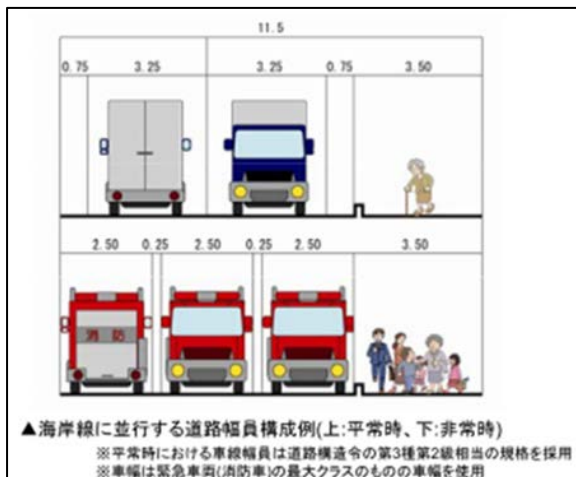 11.5
0.75 3.25 3.25 0.75 3.50
2.50 0.25 2.50 0.25 2.50 3.50
消防
▲海岸線に並行する道路幅員構成例(上:平常時、下:非常時)
※平常時における車線幅員は道路構造令の第3種第2級相当の規格を採用
※車幅は緊急車両(消防車)の最大クラスのものの車幅を使用